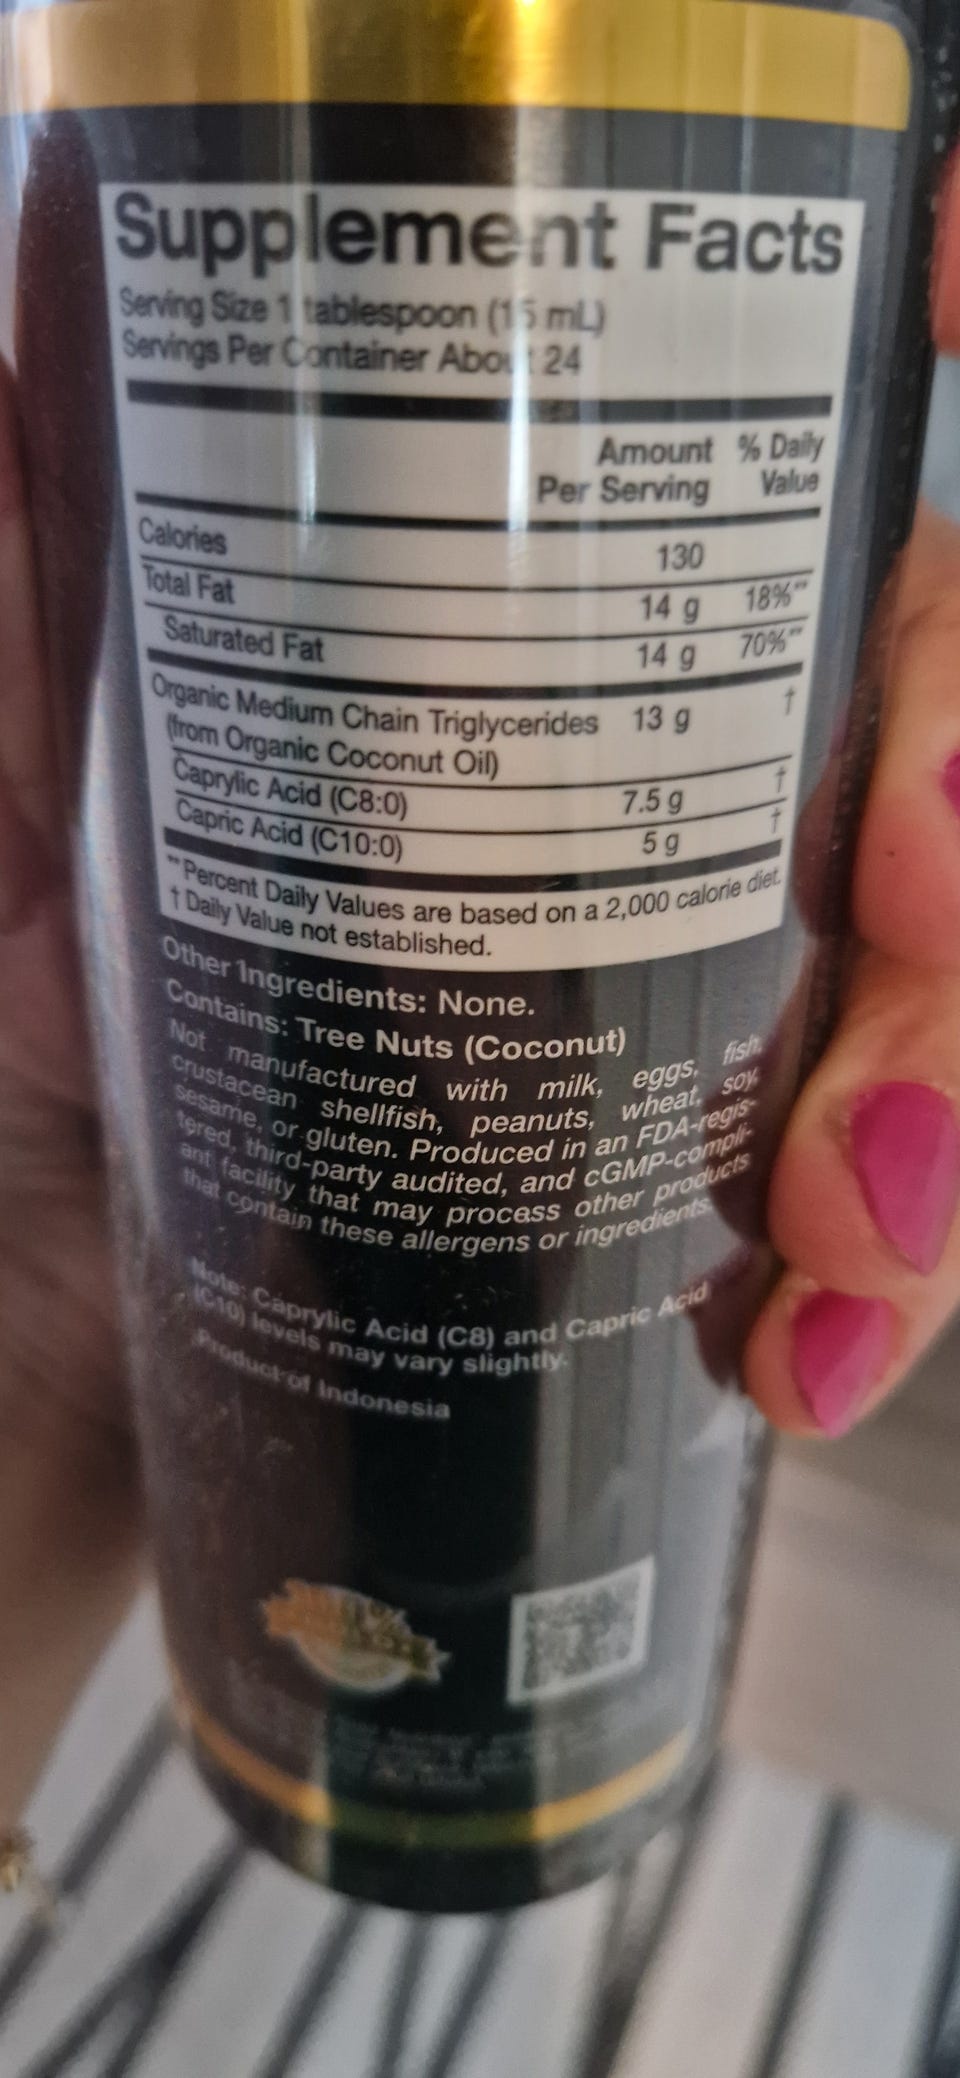 Supplement Facts
Serving Size 1 tablespoon (15 mL)
Servings Per Container About 24
Amount Per Serving % Daily Value
Calories 130
Total Fat 14 g 18%**
Saturated Fat 14 g 70%**
Organic Medium Chain Triglycerides 13 g †
(from Organic Coconut Oil)
Caprylic Acid (C8:0) 7.5 g †
Capric Acid (C10:0) 5 g †
**Percent Daily Values are based on a 2,000 calorie diet.
† Daily Value not established.
Other Ingredients: None.
Contains: Tree Nuts (Coconut)
Not manufactured with milk, eggs, fish,
crustacean shellfish, peanuts, wheat, soy,
sesame, or gluten. Produced in an FDA-regis-
tered, third-party audited, and cGMP-compli-
ant facility that may process other products
that contain these allergens or ingredients.
Note: Caprylic Acid (C8) and Capric Acid
(C10) levels may vary slightly.
Product of Indonesia